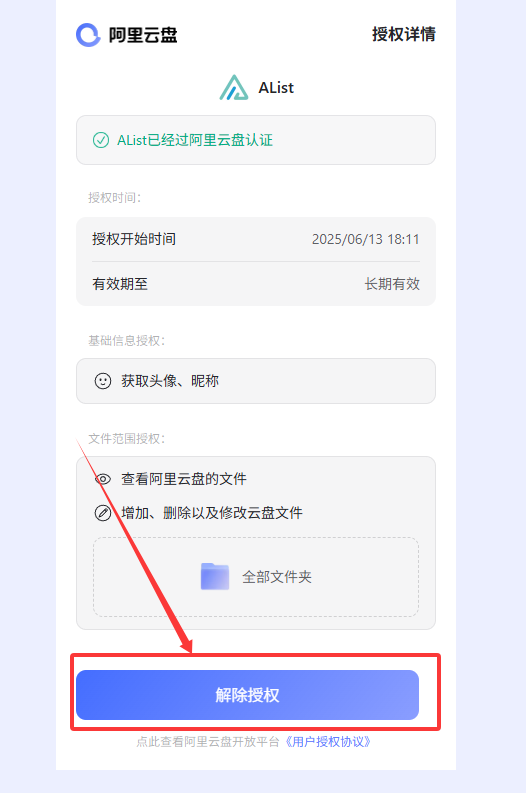 阿里云盘
授权详情
AList
AList已经过阿里云盘认证
授权时间：
授权开始时间 2025/06/13 18:11
有效期至 长期有效
基础信息授权：
获取头像、昵称
文件范围授权：
查看阿里云盘的文件
增加、删除以及修改云盘文件
全部文件夹
解除授权
点此查看阿里云盘开放平台《用户授权协议》